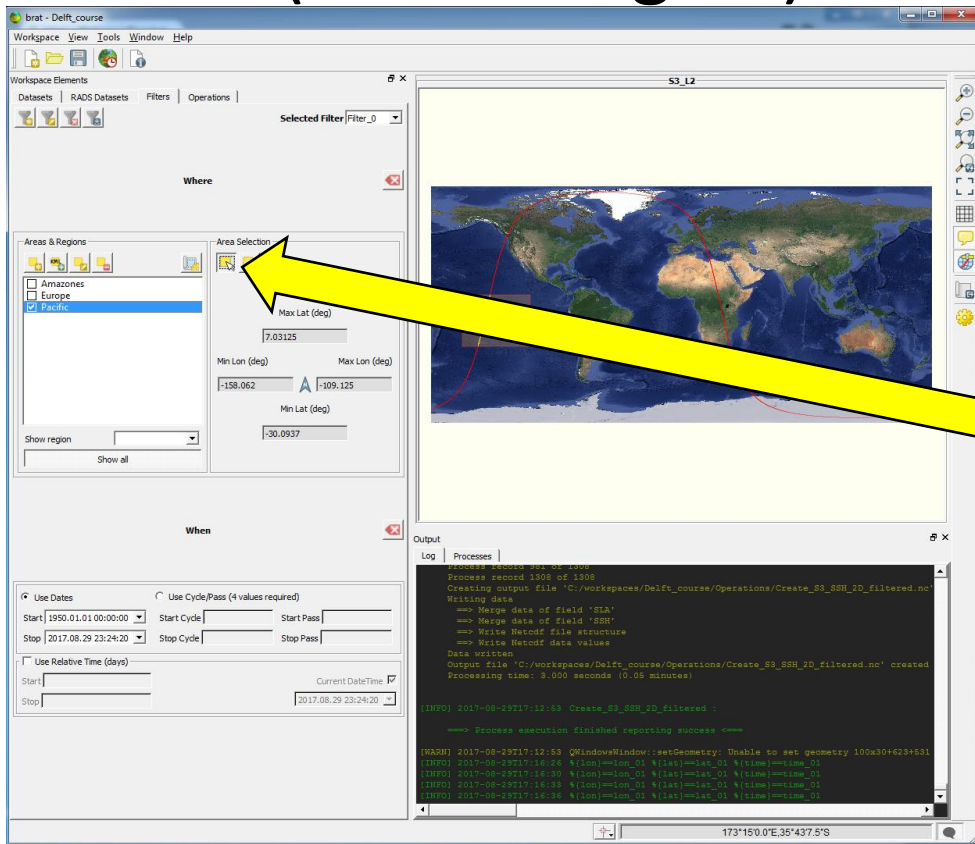 brat - Delft_course
Workspace View Tools Window Help
Workspace Elements
Datasets RADS Datasets Filters Operations
Selected Filter Filter_0
Where
Areas & Regions
Area Selection
Amazones
Europe
Pacific
Max Lat (deg)
7.03125
Min Lon (deg) Max Lon (deg)
-158.062 -109.125
Min Lat (deg)
-30.0937
Show region
Show all
When
Use Dates Use Cycle/Pass (4 values required)
Start 1950.01.01 00:00:00 Start Cycle Start Pass
Stop 2017.08.29 23:24:20 Stop Cycle Stop Pass
Use Relative Time (days)
Start Current DateTime
Stop 2017.08.29 23:24:20
S3_L2
Output
Log Processes
Process record 981 of 1308
Process record 1308 of 1308
Creating output file 'C:/workspaces/Delft_course/Operations/Create_S3_SSH_2D_filtered.nc'
Writing data
==> Merge data of field 'SLA'
==> Merge data of field 'SSH'
==> Write Netcdf file structure
==> Write Netcdf data values
Data written
Output file 'C:/workspaces/Delft_course/Operations/Create_S3_SSH_2D_filtered.nc' created
Processing time: 3.000 seconds (0.05 minutes)
[INFO] 2017-08-29T17:12:53 Create_S3_SSH_2D_filtered :
===> Process execution finished reporting success <===
[WARN] 2017-08-29T17:12:53 QWindowsWindow::setGeometry: Unable to set geometry 100x30+623+531
[INFO] 2017-08-29T17:16:26 %{lon}==lon_01 %{lat}==lat_01 %{time}==time_01
[INFO] 2017-08-29T17:16:30 %{lon}==lon_01 %{lat}==lat_01 %{time}==time_01
[INFO] 2017-08-29T17:16:33 %{lon}==lon_01 %{lat}==lat_01 %{time}==time_01
[INFO] 2017-08-29T17:16:36 %{lon}==lon_01 %{lat}==lat_01 %{time}==time_01
173°15'0.0"E,35°43'7.5"S